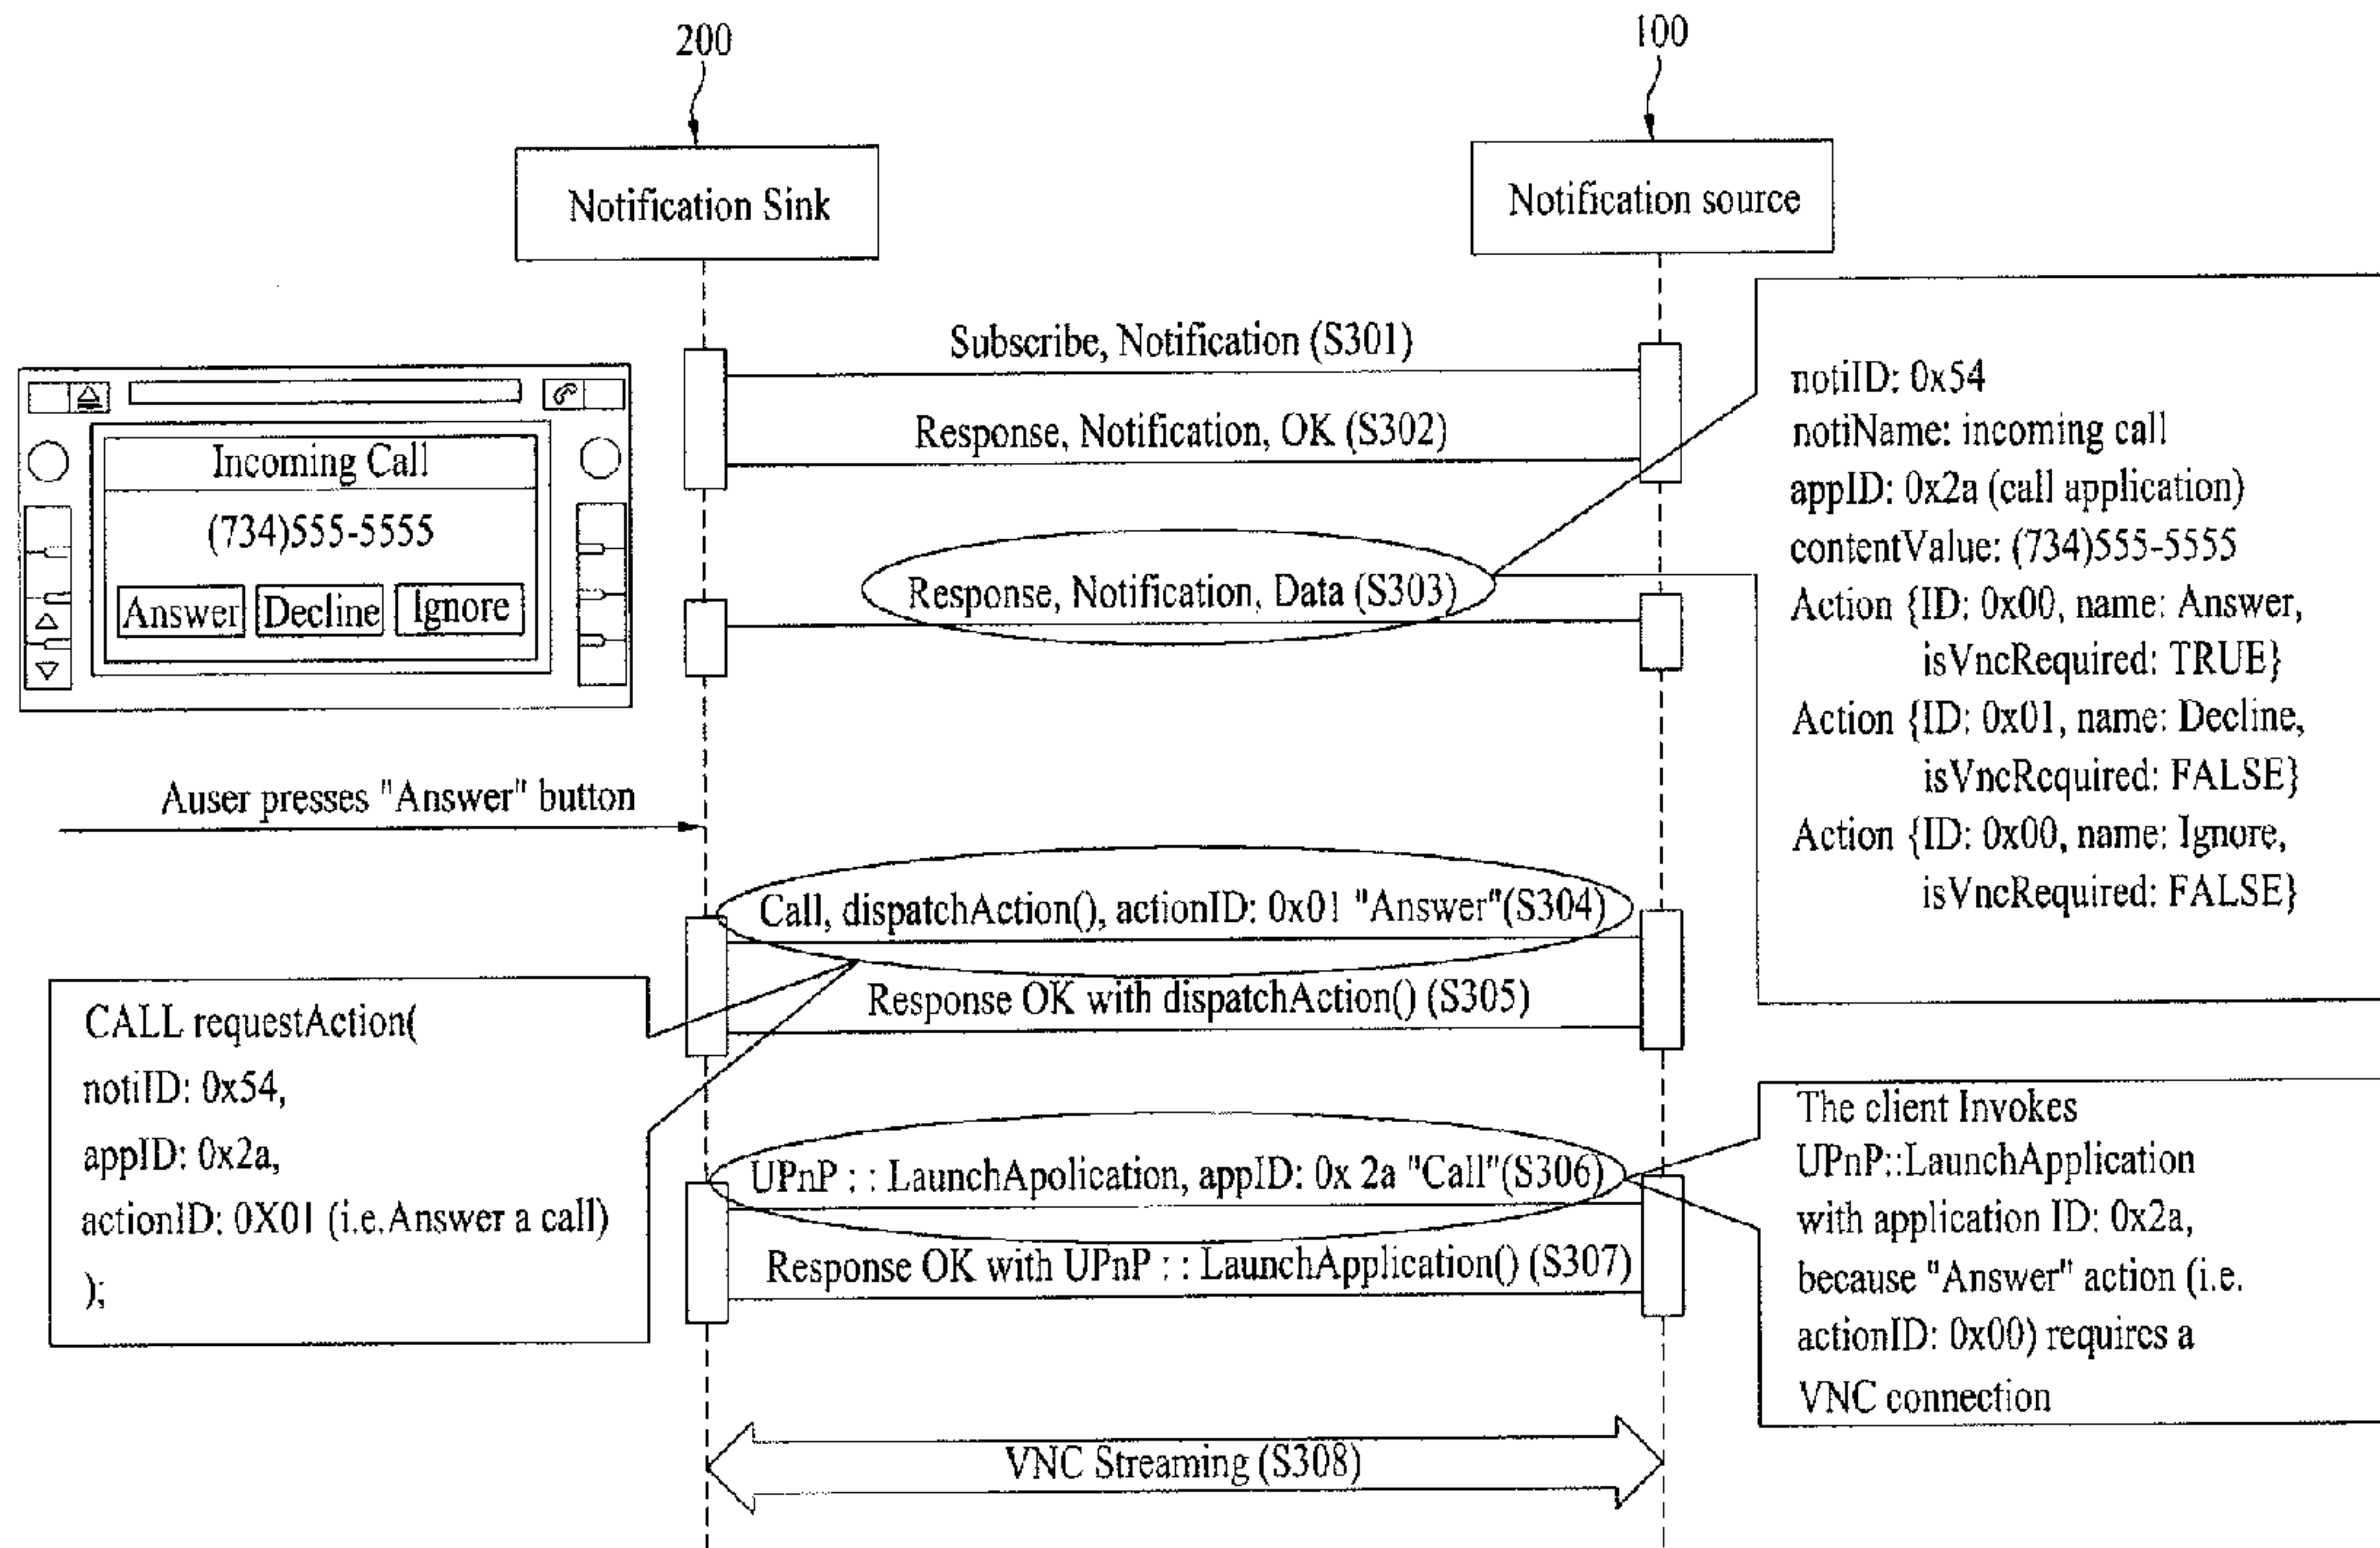 200
100
Notification Sink
Notification source
Subscribe, Notification (S301)
Response, Notification, OK (S302)
Response, Notification, Data (S303)
notiID: 0x54
notiName: incoming call
appID: 0x2a (call application)
contentValue: (734)555-5555
Action {ID: 0x00, name: Answer,
isVncRequired: TRUE}
Action {ID: 0x01, name: Decline,
isVncRequired: FALSE}
Action {ID: 0x00, name: Ignore,
isVncRequired: FALSE}
Incoming Call
(734)555-5555
Answer Decline Ignore
Auser presses "Answer" button
Call, dispatchAction(), actionID: 0x01 "Answer"(S304)
Response OK with dispatchAction() (S305)
CALL requestAction(
notiID: 0x54,
appID: 0x2a,
actionID: 0X01 (i.e.Answer a call)
);
UPnP : : LaunchApolication, appID: 0x 2a "Call"(S306)
Response OK with UPnP : : LaunchApplication() (S307)
The client Invokes
UPnP::LaunchApplication
with application ID: 0x2a,
because "Answer" action (i.e.
actionID: 0x00) requires a
VNC connection
VNC Streaming (S308)